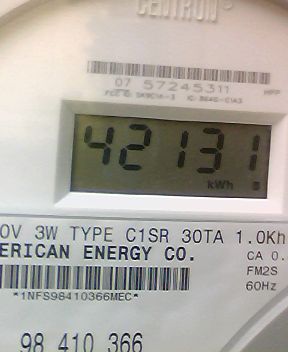 CENTRON®
07 57245311
42131
kWh
0V 3W TYPE C1SR 30TA 1.0Kh
ERICAN ENERGY CO.
CA 0.
FM2S
60Hz
*1NFS98410366MEC*
98 410 366